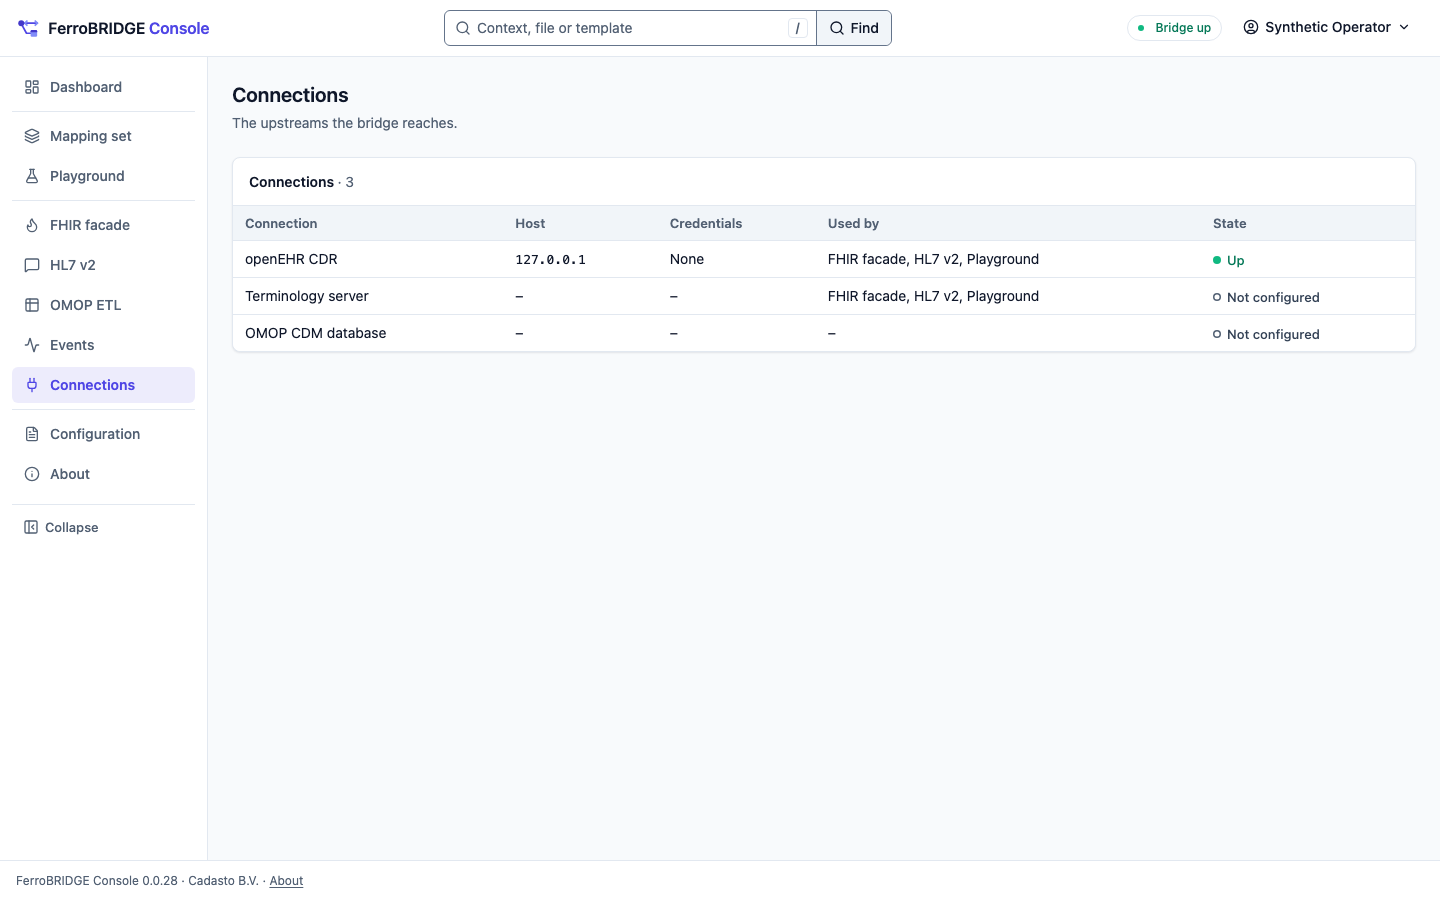 FerroBRIDGE Console
Context, file or template
/
Find
Bridge up
Synthetic Operator
Dashboard
Mapping set
Playground
FHIR facade
HL7 v2
OMOP ETL
Events
Connections
Configuration
About
Collapse
Connections
The upstreams the bridge reaches.
Connections · 3
Connection Host Credentials Used by State
openEHR CDR 127.0.0.1 None FHIR facade, HL7 v2, Playground Up
Terminology server – – FHIR facade, HL7 v2, Playground Not configured
OMOP CDM database – – – Not configured
FerroBRIDGE Console 0.0.28 · Cadasto B.V. · About